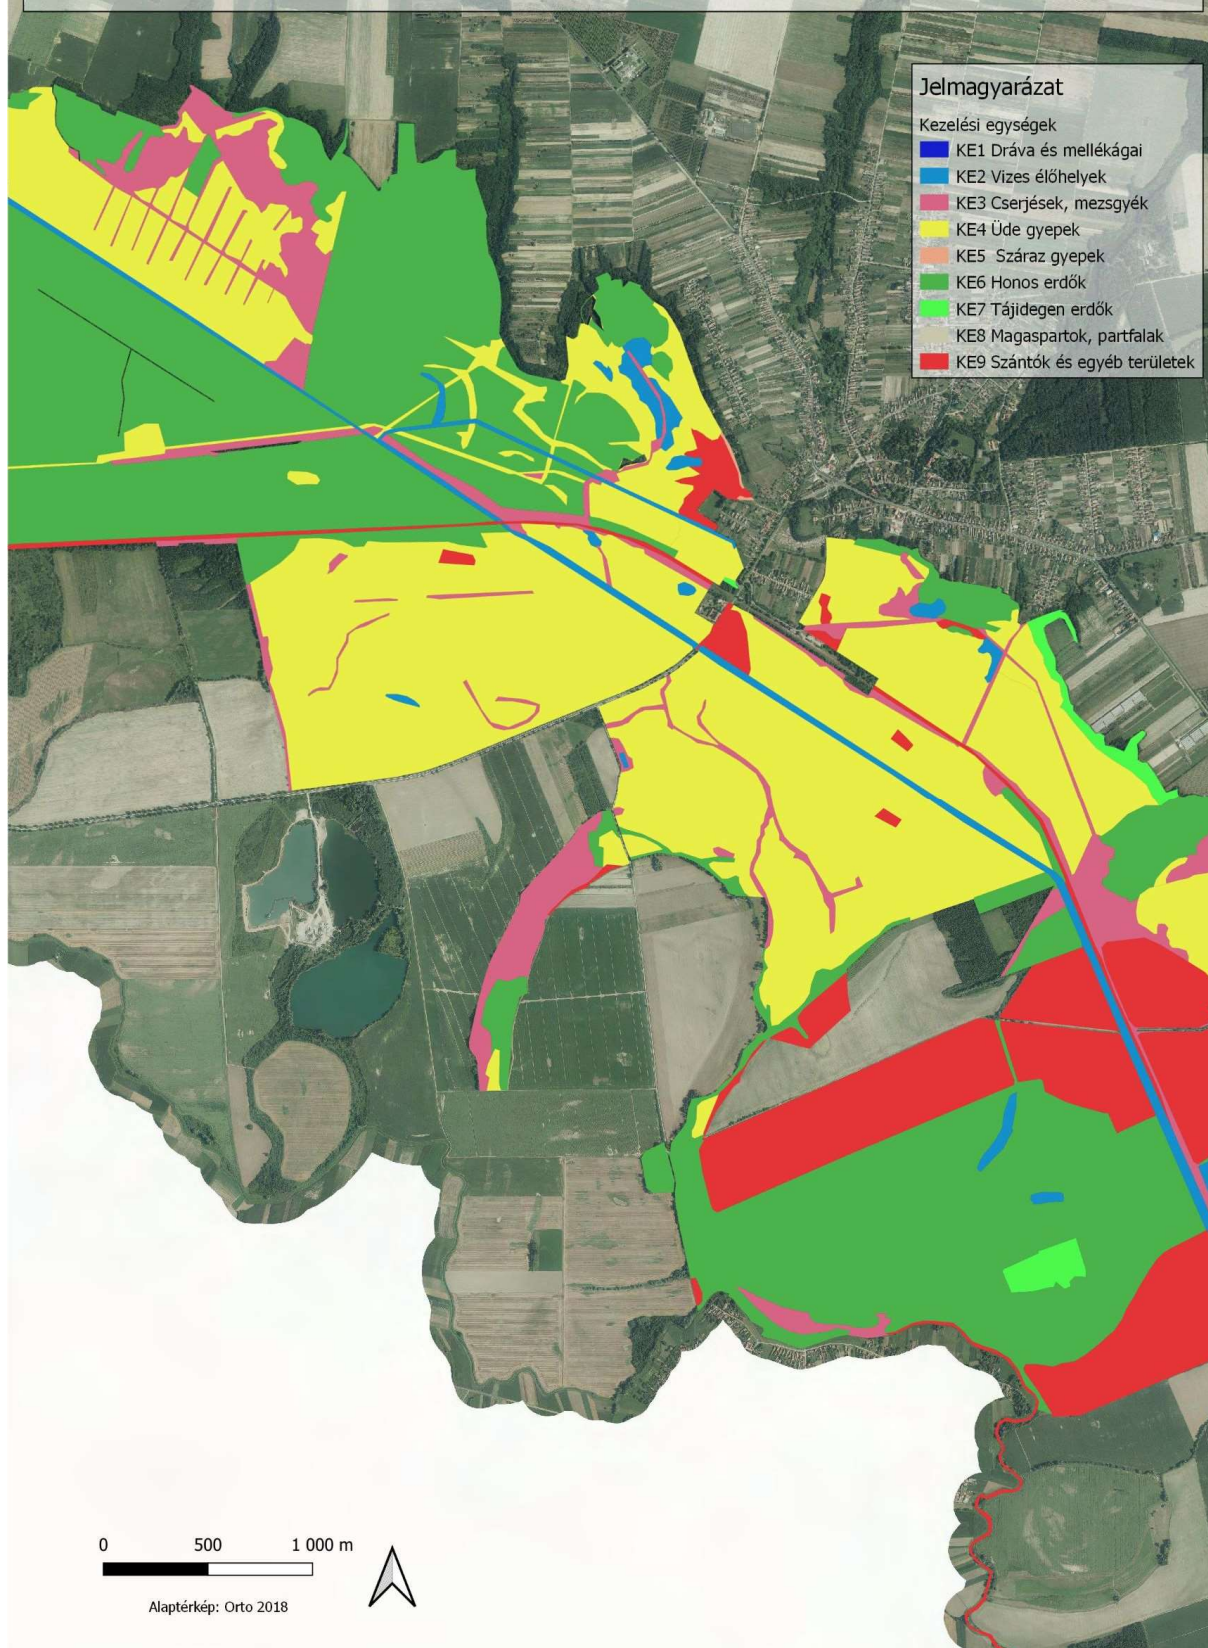 Jelmagyarázat
Kezelési egységek
KE1 Dráva és mellékágai
KE2 Vizes élőhelyek
KE3 Cserjések, mezsgyék
KE4 Üde gyepek
KE5 Száraz gyepek
KE6 Honos erdők
KE7 Tájidegen erdők
KE8 Magaspartok, partfalak
KE9 Szántók és egyéb területek
0 500 1 000 m
Alaptérkép: Orto 2018